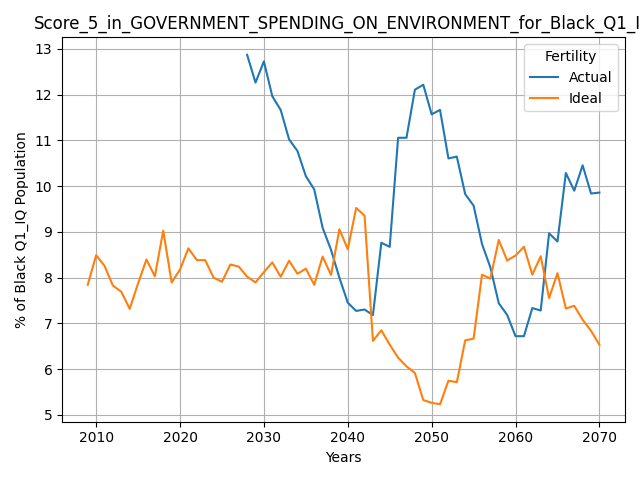 Score_5_in_GOVERNMENT_SPENDING_ON_ENVIRONMENT_for_Black_Q1_I
13
12
11
10
9
8
7
6
5
% of Black Q1_IQ Population
Fertility
Actual
Ideal
2010 2020 2030 2040 2050 2060 2070
Years